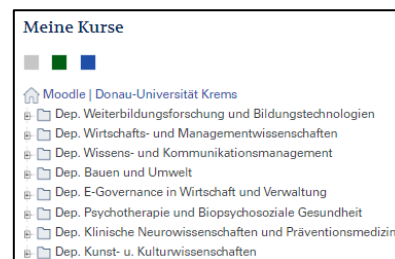 Meine Kurse
Moodle | Donau-Universität Krems
Dep. Weiterbildungsforschung und Bildungstechnologien
Dep. Wirtschafts- und Managementwissenschaften
Dep. Wissens- und Kommunikationsmanagement
Dep. Bauen und Umwelt
Dep. E-Governance in Wirtschaft und Verwaltung
Dep. Psychotherapie und Biopsychosoziale Gesundheit
Dep. Klinische Neurowissenschaften und Präventionsmedizin
Dep. Kunst- u. Kulturwissenschaften